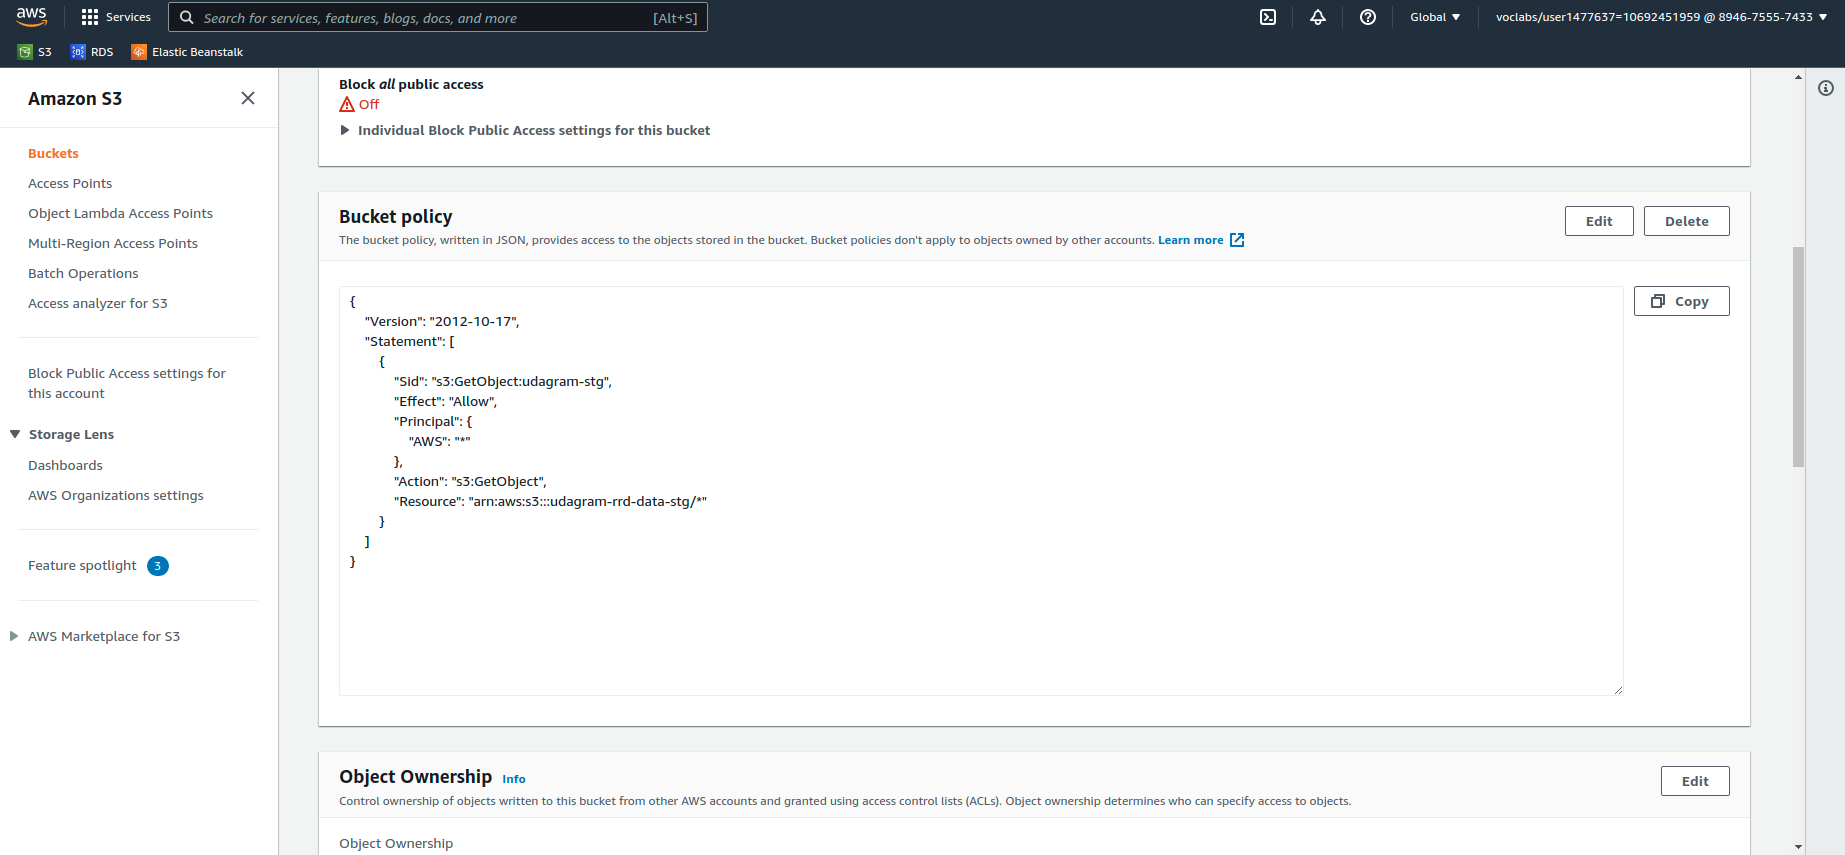 aws
Services
Search for services, features, blogs, docs, and more
[Alt+S]
Global
voclabs/user1477637=10692451959 @ 8946-7555-7433
S3
RDS
Elastic Beanstalk
Amazon S3
Buckets
Access Points
Object Lambda Access Points
Multi-Region Access Points
Batch Operations
Access analyzer for S3
Block Public Access settings for
this account
Storage Lens
Dashboards
AWS Organizations settings
Feature spotlight 3
AWS Marketplace for S3
Block all public access
Off
Individual Block Public Access settings for this bucket
Bucket policy
The bucket policy, written in JSON, provides access to the objects stored in the bucket. Bucket policies don't apply to objects owned by other accounts. Learn more
Edit
Delete
Copy
{
"Version": "2012-10-17",
"Statement": [
{
"Sid": "s3:GetObject:udagram-stg",
"Effect": "Allow",
"Principal": {
"AWS": "*"
},
"Action": "s3:GetObject",
"Resource": "arn:aws:s3:::udagram-rrd-data-stg/*"
}
]
}
Object Ownership Info
Control ownership of objects written to this bucket from other AWS accounts and granted using access control lists (ACLs). Object ownership determines who can specify access to objects.
Edit
Object Ownership